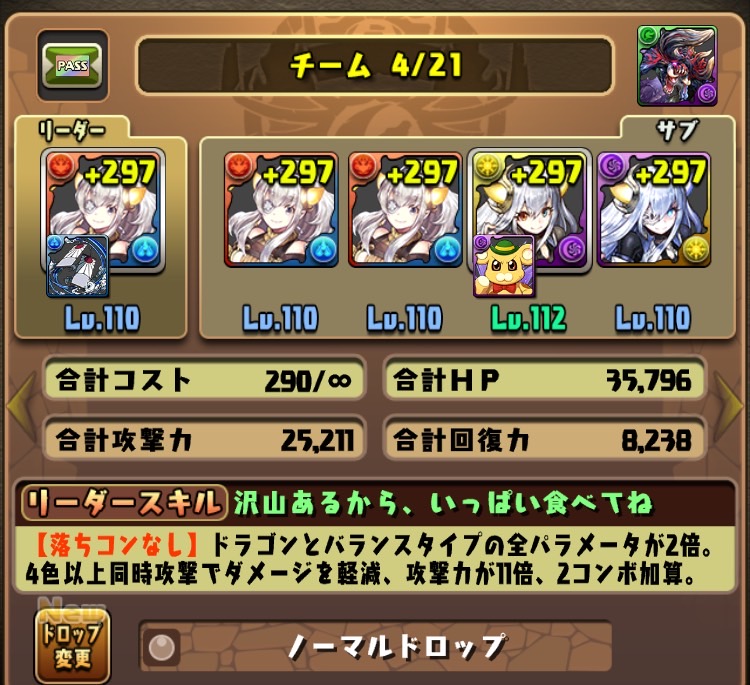 PASS
チーム 4/21
リーダー
サブ
+297
+297
+297
+297
+297
Lv.110
Lv.110
Lv.110
Lv.112
Lv.110
合計コスト 290/∞
合計HP 35,796
合計攻撃力 25,211
合計回復力 8,238
リーダースキル 沢山あるから、いっぱい食べてね
【落ちコンなし】ドラゴンとバランスタイプの全パラメータが2倍。
4色以上同時攻撃でダメージを軽減、攻撃力が11倍、2コンボ加算。
New
ドロップ
変更
ノーマルドロップ